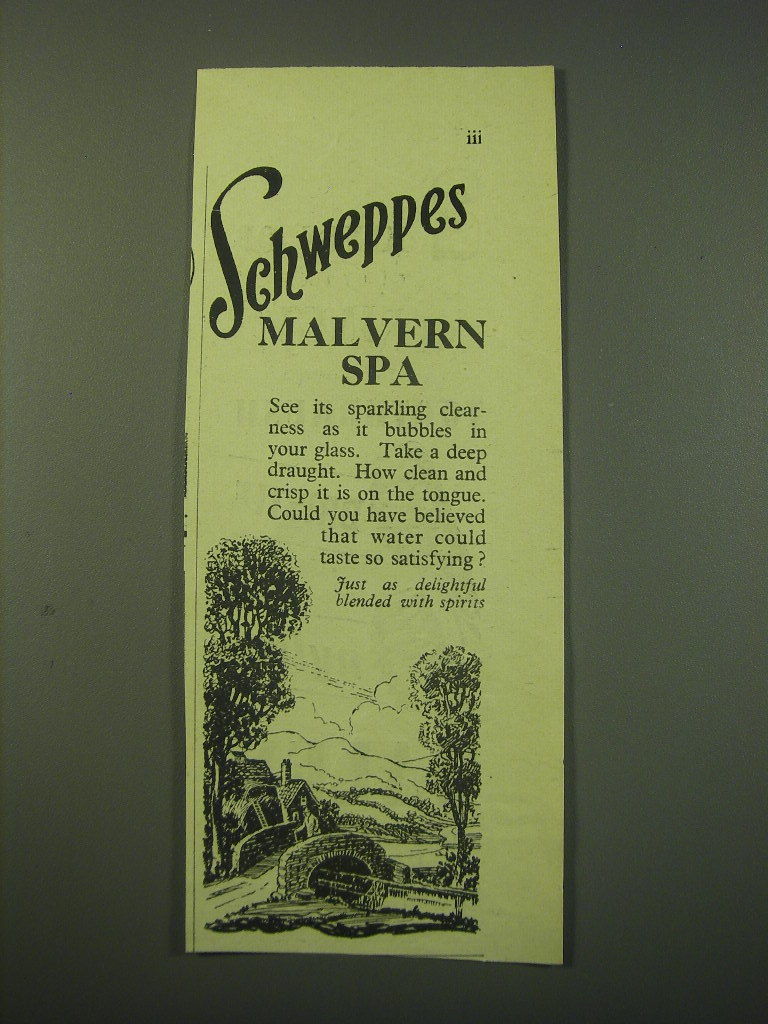 iii
Schweppes
MALVERN
SPA
See its sparkling clear-
ness as it bubbles in
your glass. Take a deep
draught. How clean and
crisp it is on the tongue.
Could you have believed
that water could
taste so satisfying?
Just as delightful
blended with spirits